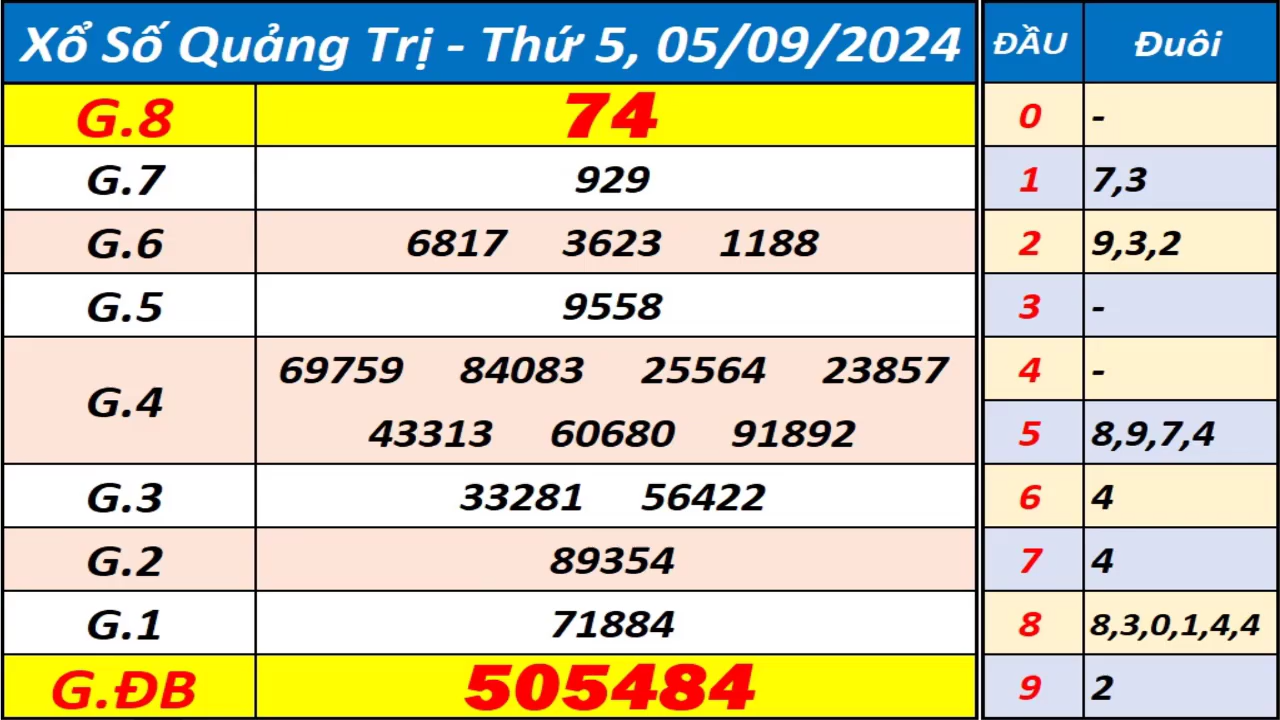 Xổ Số Quảng Trị - Thứ 5, 05/09/2024
G.8 74
G.7 929
G.6 6817 3623 1188
G.5 9558
G.4 69759 84083 25564 23857
43313 60680 91892
G.3 33281 56422
G.2 89354
G.1 71884
G.ĐB 505484
ĐẦU Đuôi
0 -
1 7,3
2 9,3,2
3 -
4 -
5 8,9,7,4
6 4
7 4
8 8,3,0,1,4,4
9 2